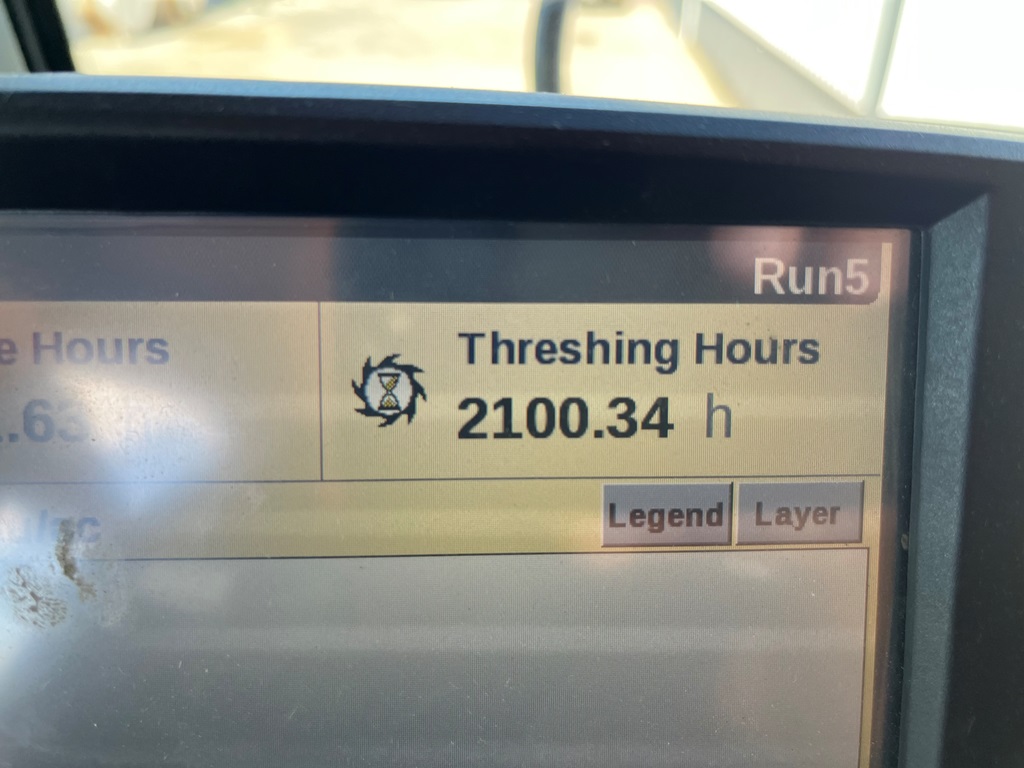 Run5
Hours
Threshing Hours
2100.34 h
Legend
Layer